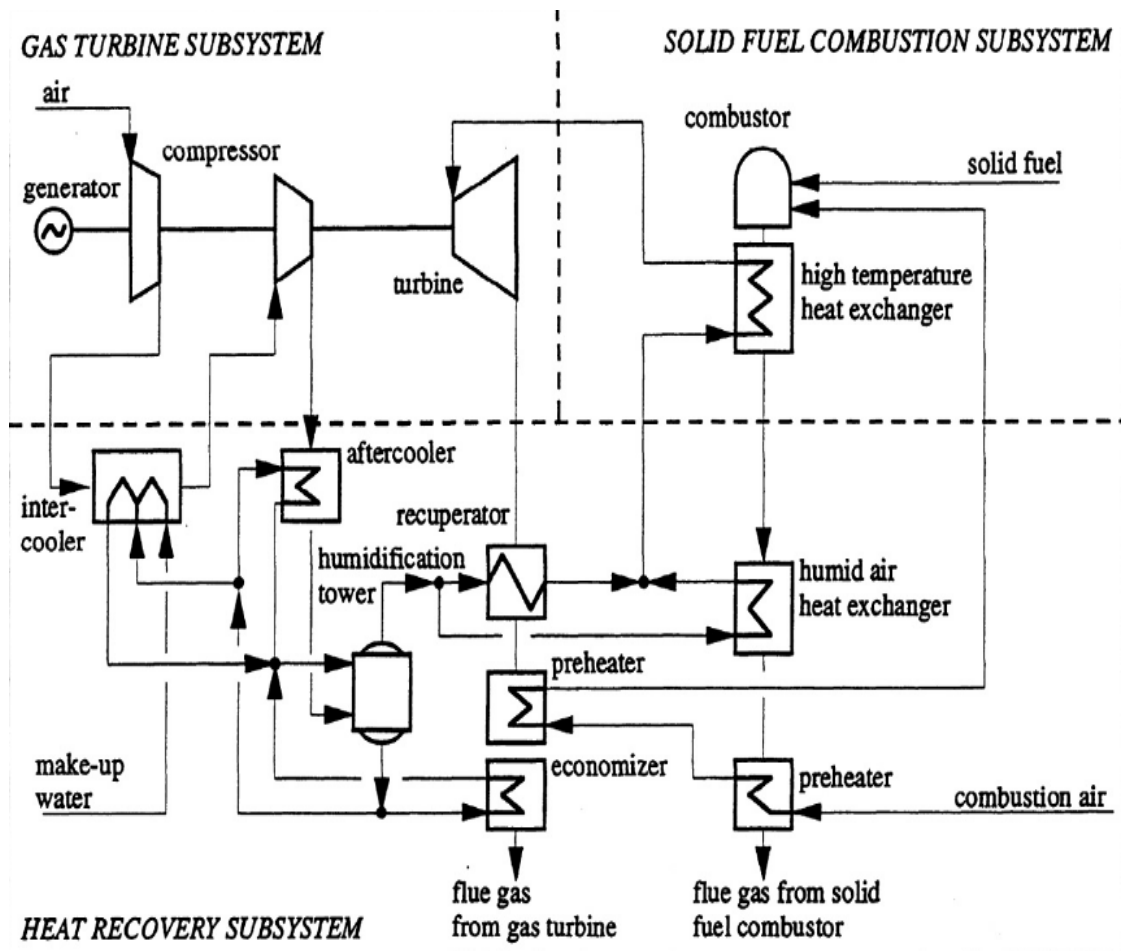 GAS TURBINE SUBSYSTEM
SOLID FUEL COMBUSTION SUBSYSTEM
air
combustor
compressor
solid fuel
generator
turbine
high temperature
heat exchanger
aftercooler
inter-
cooler
recuperator
humidification
tower
humid air
heat exchanger
preheater
make-up
water
economizer
preheater
combustion air
flue gas
from gas turbine
flue gas from solid
fuel combustor
HEAT RECOVERY SUBSYSTEM